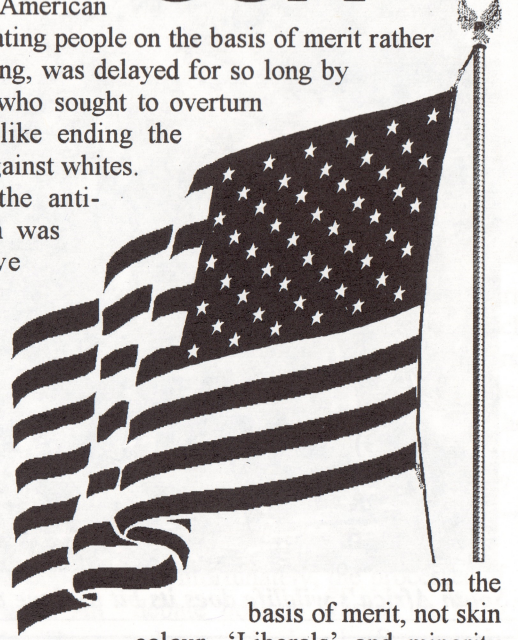 American
ting people on the basis of merit rather
ng, was delayed for so long by
who sought to overturn
like ending the
gainst whites.
the anti-
was
on the
basis of merit, not skin
colour. 'Liberals' and minority